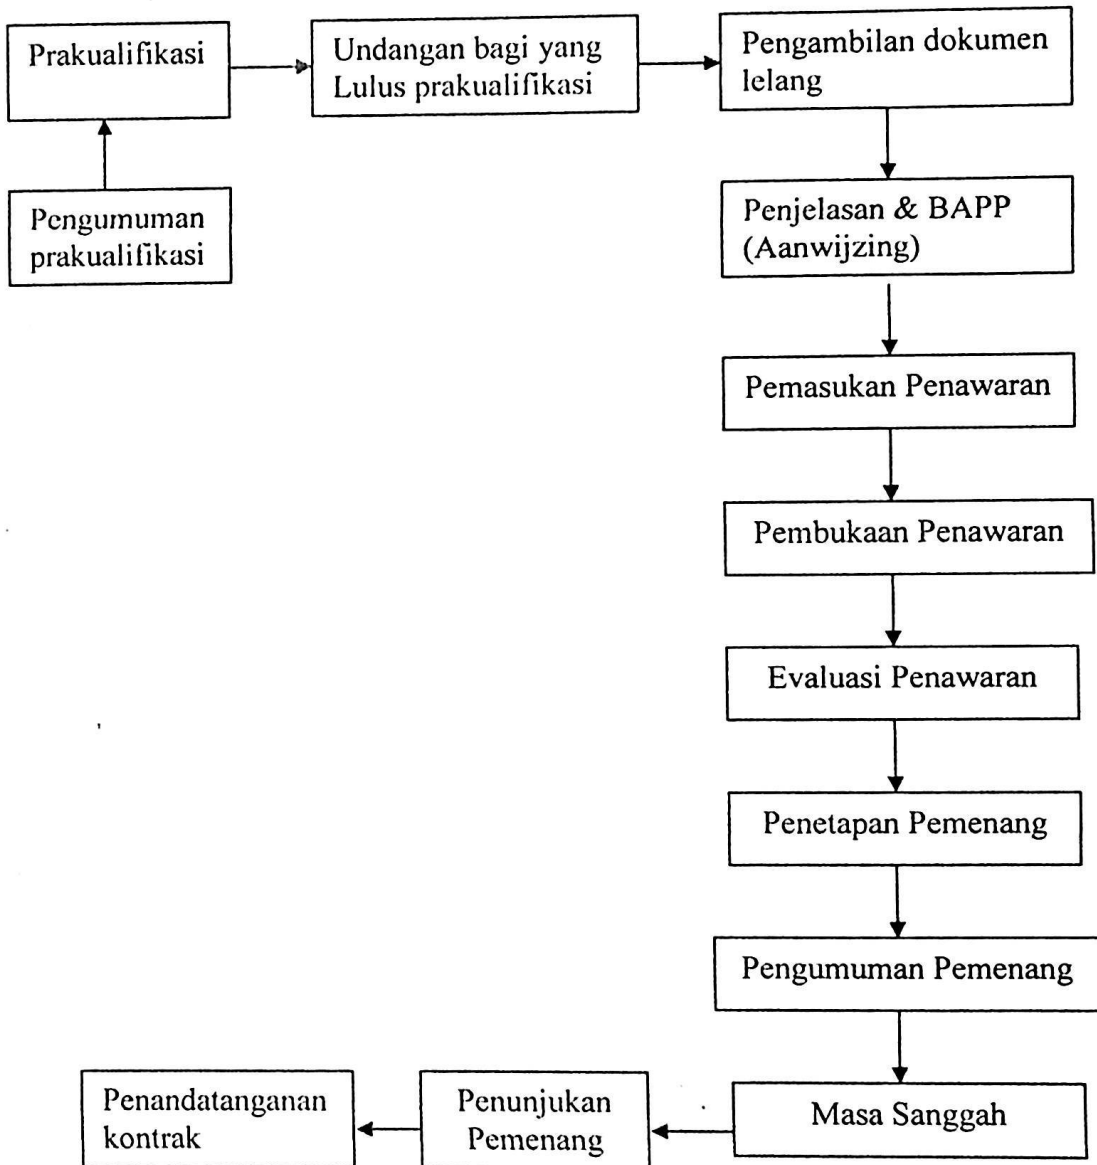 Prakualifikasi
Undangan bagi yang
Lulus prakualifikasi
Pengambilan dokumen
lelang
Pengumuman
prakualifikasi
Penjelasan & BAPP
(Aanwijzing)
Pemasukan Penawaran
Pembukaan Penawaran
Evaluasi Penawaran
Penetapan Pemenang
Pengumuman Pemenang
Masa Sanggah
Penunjukan
Pemenang
Penandatanganan
kontrak